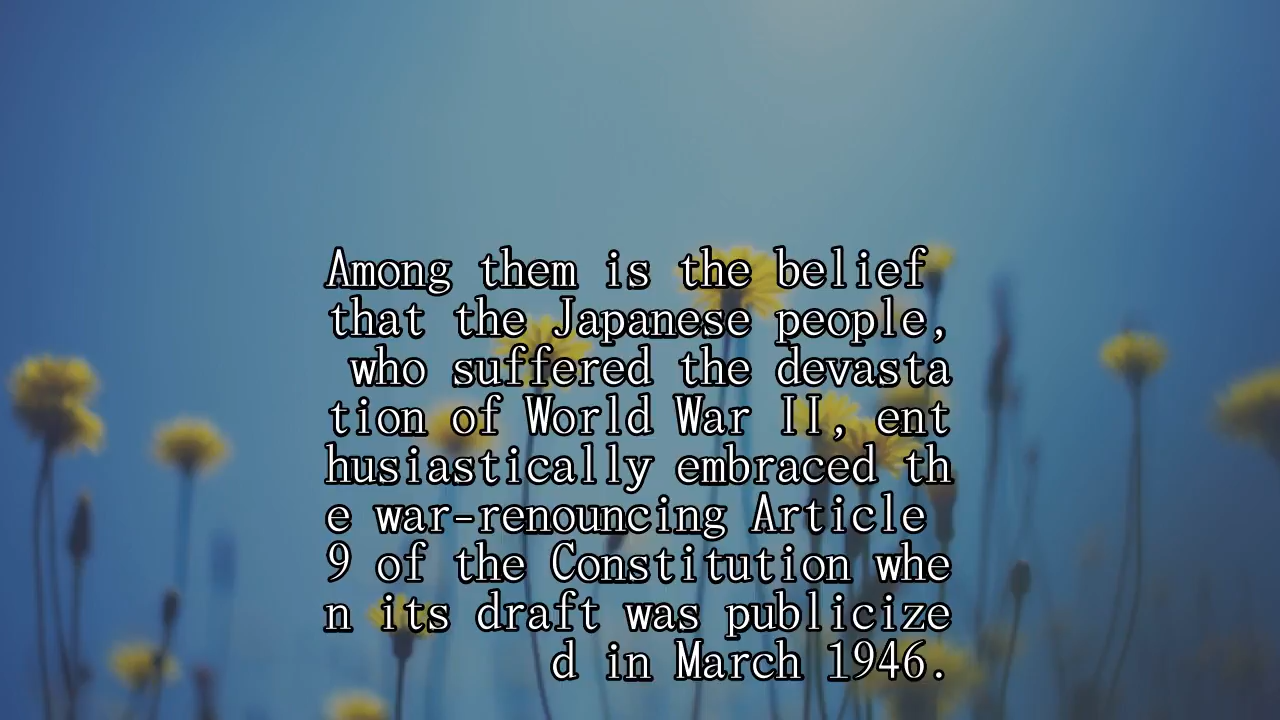 Among them is the belief
that the Japanese people,
who suffered the devasta
tion of World War II, ent
husiastically embraced th
e war-renouncing Article
9 of the Constitution whe
n its draft was publicize
d in March 1946.